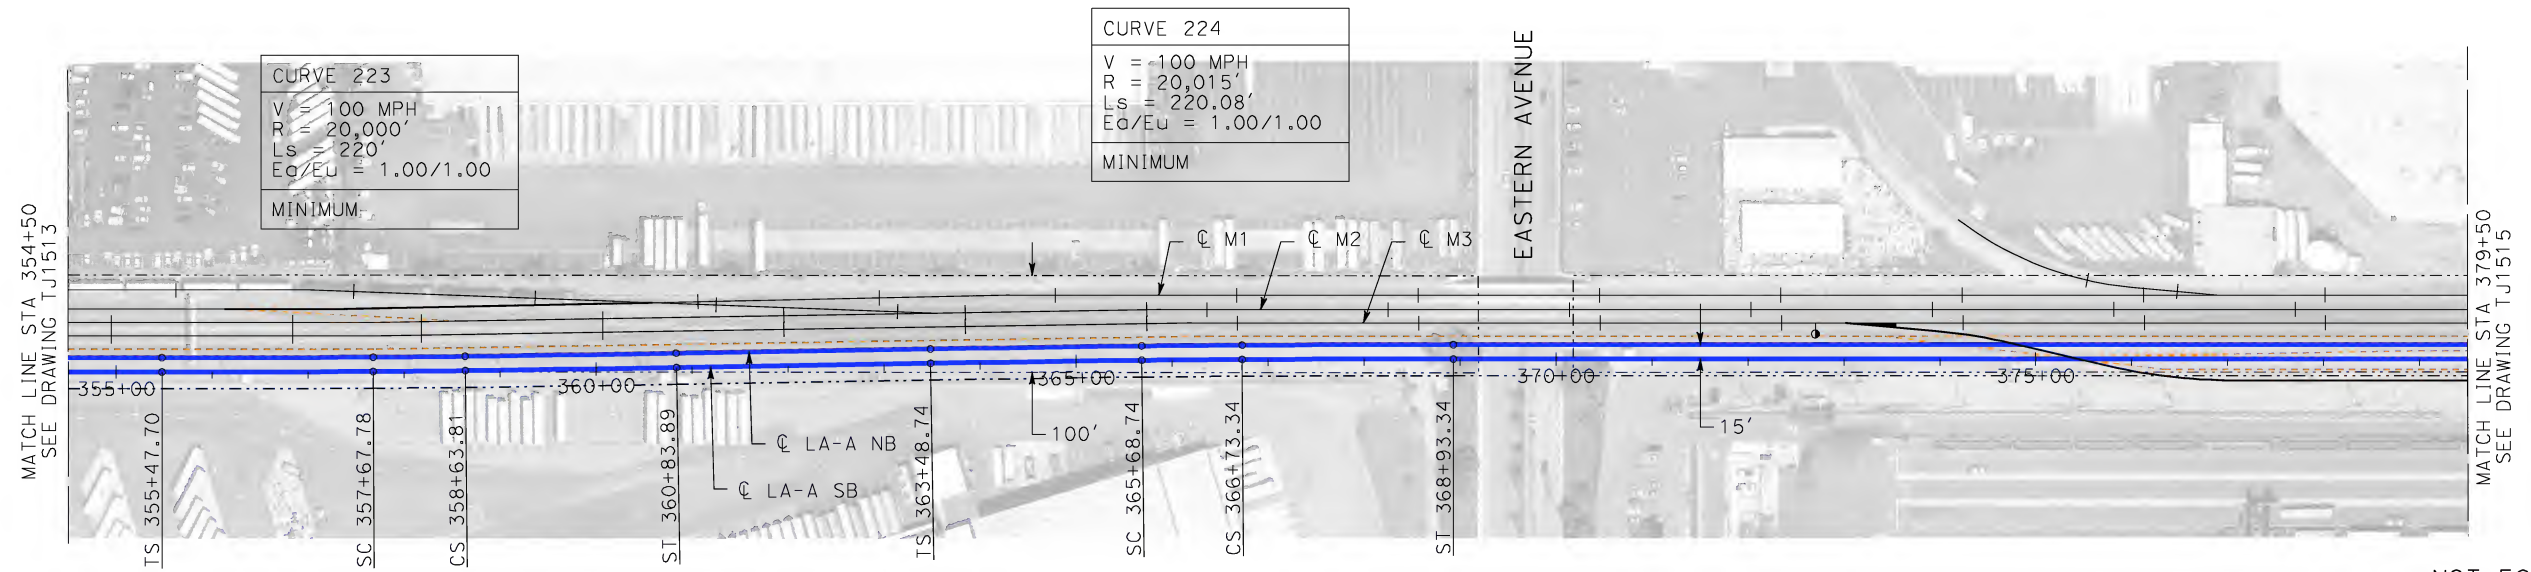 CURVE 223
V = 100 MPH
R = 20,000'
Ls = 220'
Ea/Eu = 1.00/1.00
MINIMUM
CURVE 224
V = 100 MPH
R = 20,015'
Ls = 220.08'
Ea/Eu = 1.00/1.00
MINIMUM
EASTERN AVENUE
MATCH LINE STA 354+50
SEE DRAWING TJ1513
℄ M1
℄ M2
℄ M3
MATCH LINE STA 379+50
SEE DRAWING TJ1515
355+00
360+00
365+00
370+00
375+00
100'
15'
℄ LA-A NB
℄ LA-A SB
TS 355+47.70
SC 357+67.78
CS 358+63.81
ST 360+83.89
TS 363+48.74
SC 365+68.74
CS 366+73.34
ST 368+93.34